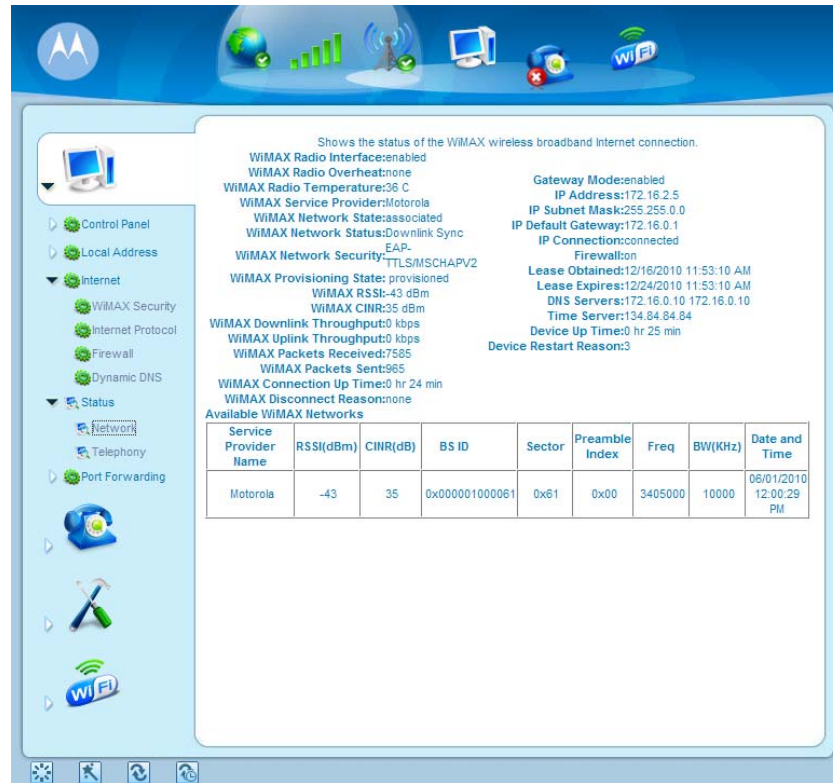 WiFi
Shows the status of the WiMAX wireless broadband Internet connection.
WiMAX Radio Interface:enabled
WiMAX Radio Overheat:none
WiMAX Radio Temperature:36 C
WiMAX Service Provider:Motorola
WiMAX Network State:associated
WiMAX Network Status:Downlink Sync
WiMAX Network Security:EAP-
TTLS/MSCHAPV2
WiMAX Provisioning State: provisioned
WiMAX RSSI:-43 dBm
WiMAX CINR:35 dBm
WiMAX Downlink Throughput:0 kbps
WiMAX Uplink Throughput:0 kbps
WiMAX Packets Received:7585
WiMAX Packets Sent:965
WiMAX Connection Up Time:0 hr 24 min
WiMAX Disconnect Reason:none
Gateway Mode:enabled
IP Address:172.16.2.5
IP Subnet Mask:255.255.0.0
IP Default Gateway:172.16.0.1
IP Connection:connected
Firewall:on
Lease Obtained:12/16/2010 11:53:10 AM
Lease Expires:12/24/2010 11:53:10 AM
DNS Servers:172.16.0.10 172.16.0.10
Time Server:134.84.84.84
Device Up Time:0 hr 25 min
Device Restart Reason:3
Available WiMAX Networks
Service Provider Name RSSI(dBm) CINR(dB) BS ID Sector Preamble Index Freq BW(KHz) Date and Time
Motorola -43 35 0x000001000061 0x61 0x00 3405000 10000 06/01/2010 12:00:29 PM
Control Panel
Local Address
Internet
WiMAX Security
Internet Protocol
Firewall
Dynamic DNS
Status
Network
Telephony
Port Forwarding
WiFi